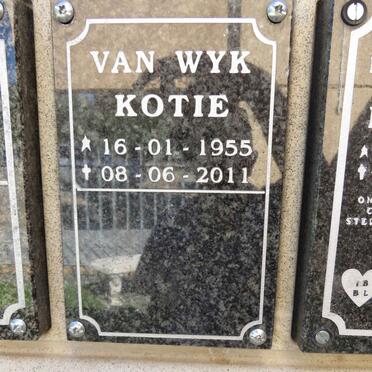 VAN WYK
KOTIE
16-01-1955
08-06-2011